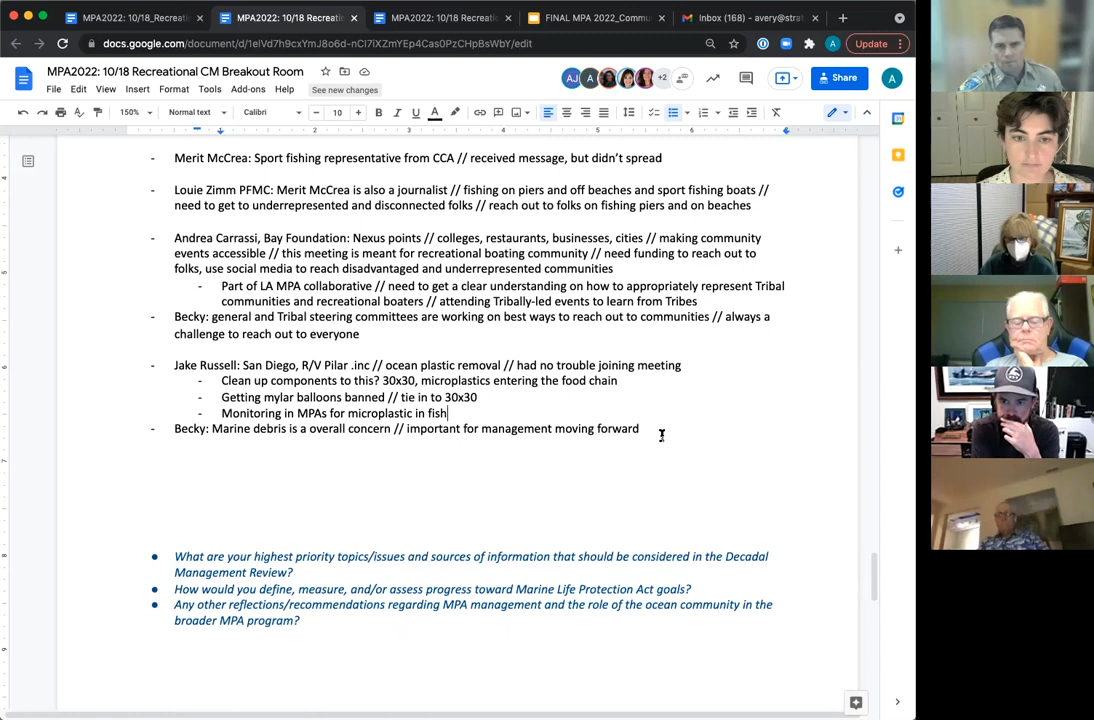 MPA2022: 10/18_Recreati
MPA2022: 10/18 Recreatio
MPA2022: 10/18 Recreatio
FINAL MPA 2022_Commu
Inbox (168) – avery@strat
docs.google.com/document/d/1eIVd7h9cxYmJ8o6d-nCl7iXZmYEp4Cas0PzCHpBsWbY/edit
Update
MPA2022: 10/18 Recreational CM Breakout Room
File Edit View Insert Format Tools Add-ons Help See new changes
AJ A +2 Share A
150% Normal text Calibri 10
2 3 4 5 6
- Merit McCrea: Sport fishing representative from CCA // received message, but didn't spread
- Louie Zimm PFMC: Merit McCrea is also a journalist // fishing on piers and off beaches and sport fishing boats //
need to get to underrepresented and disconnected folks // reach out to folks on fishing piers and on beaches
- Andrea Carrassi, Bay Foundation: Nexus points // colleges, restaurants, businesses, cities // making community
events accessible // this meeting is meant for recreational boating community // need funding to reach out to
folks, use social media to reach disadvantaged and underrepresented communities
- Part of LA MPA collaborative // need to get a clear understanding on how to appropriately represent Tribal
communities and recreational boaters // attending Tribally-led events to learn from Tribes
- Becky: general and Tribal steering committees are working on best ways to reach out to communities // always a
challenge to reach out to everyone
- Jake Russell: San Diego, R/V Pilar .inc // ocean plastic removal // had no trouble joining meeting
- Clean up components to this? 30x30, microplastics entering the food chain
- Getting mylar balloons banned // tie in to 30x30
- Monitoring in MPAs for microplastic in fish
- Becky: Marine debris is a overall concern // important for management moving forward
● What are your highest priority topics/issues and sources of information that should be considered in the Decadal
Management Review?
● How would you define, measure, and/or assess progress toward Marine Life Protection Act goals?
● Any other reflections/recommendations regarding MPA management and the role of the ocean community in the
broader MPA program?